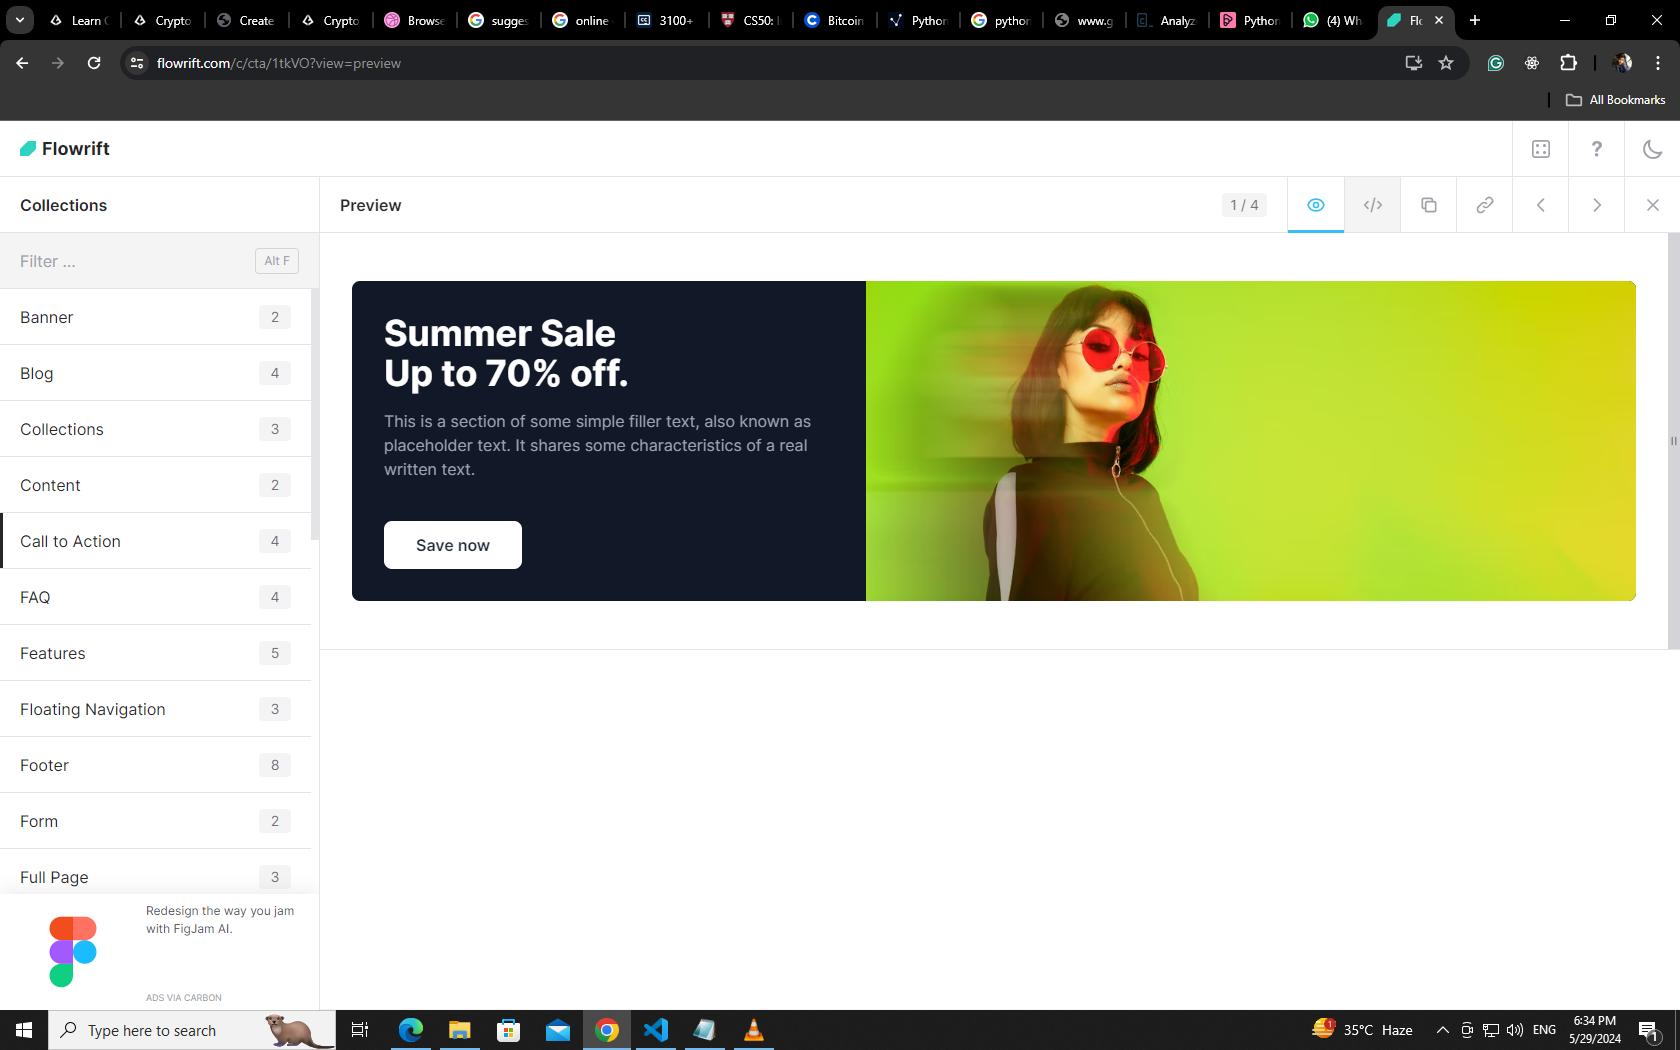 Learn
Crypto
Create
Crypto
Browse
sugges
online
3100+
CS50: I
Bitcoin
Python
python
www.g
Analyz
Python
(4) Wh
Flo
flowrift.com/c/cta/1tkVO?view=preview
All Bookmarks
Flowrift
?
Collections
Preview
1 / 4
Filter ...
Alt F
Banner 2
Blog 4
Collections 3
Content 2
Call to Action 4
FAQ 4
Features 5
Floating Navigation 3
Footer 8
Form 2
Full Page 3
Summer Sale
Up to 70% off.
This is a section of some simple filler text, also known as
placeholder text. It shares some characteristics of a real
written text.
Save now
Redesign the way you jam
with FigJam AI.
ADS VIA CARBON
Type here to search
1
35°C Haze
ENG
6:34 PM
5/29/2024
1